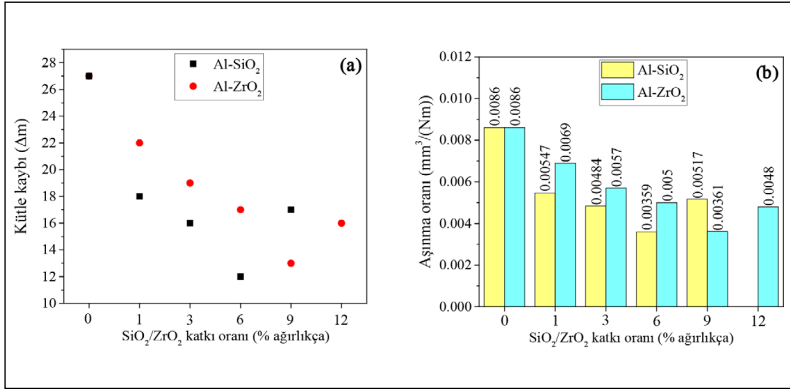 (a)
Al-SiO2
Al-ZrO2
Kütle kaybı (Δm)
28
26
24
22
20
18
16
14
12
10
0 1 3 6 9 12
SiO2/ZrO2 katkı oranı (% ağırlıkça)
(b)
Al-SiO2
Al-ZrO2
Aşınma oranı (mm3/(Nm))
0.012
0.010
0.008
0.006
0.004
0.002
0.000
0.0086
0.0086
0.00547
0.0069
0.00484
0.0057
0.00359
0.005
0.00517
0.00361
0.0048
0 1 3 6 9 12
SiO2/ZrO2 katkı oranı (% ağırlıkça)